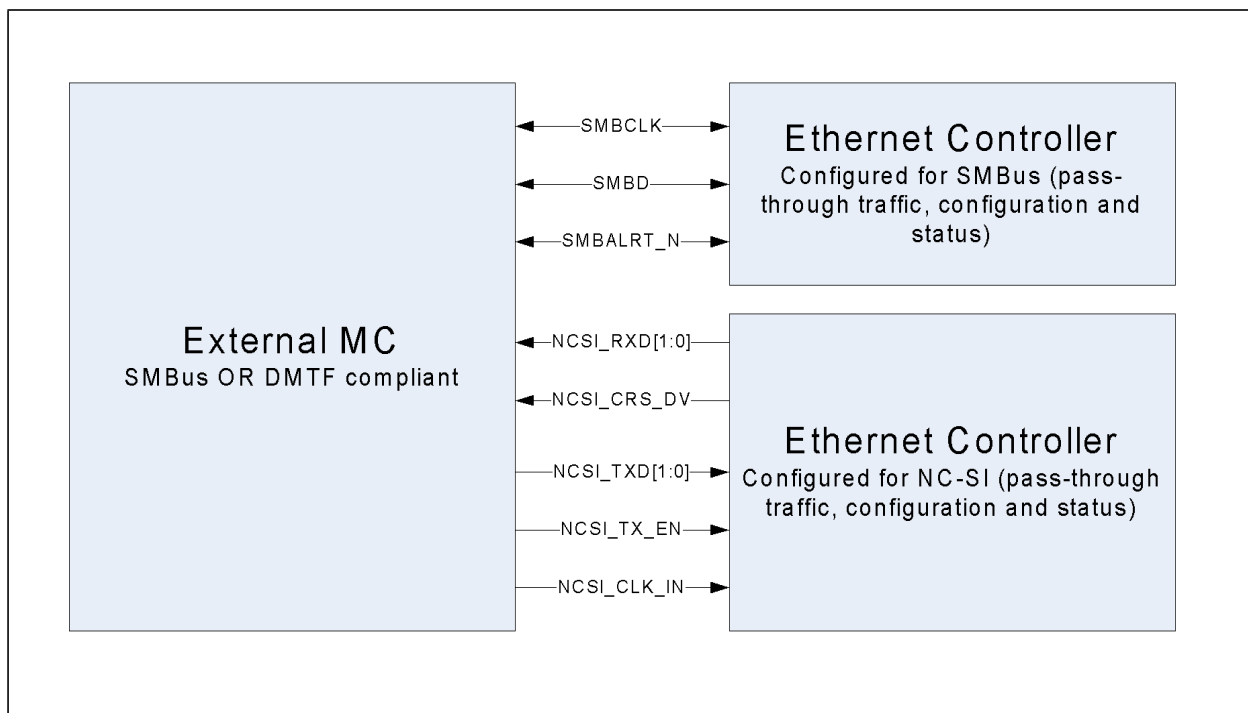 External MC
SMBus OR DMTF compliant
SMBCLK
SMBD
SMBALRT_N
NCSI_RXD[1:0]
NCSI_CRS_DV
NCSI_TXD[1:0]
NCSI_TX_EN
NCSI_CLK_IN
Ethernet Controller
Configured for SMBus (pass-
through traffic, configuration and
status)
Ethernet Controller
Configured for NC-SI (pass-through
traffic, configuration and status)